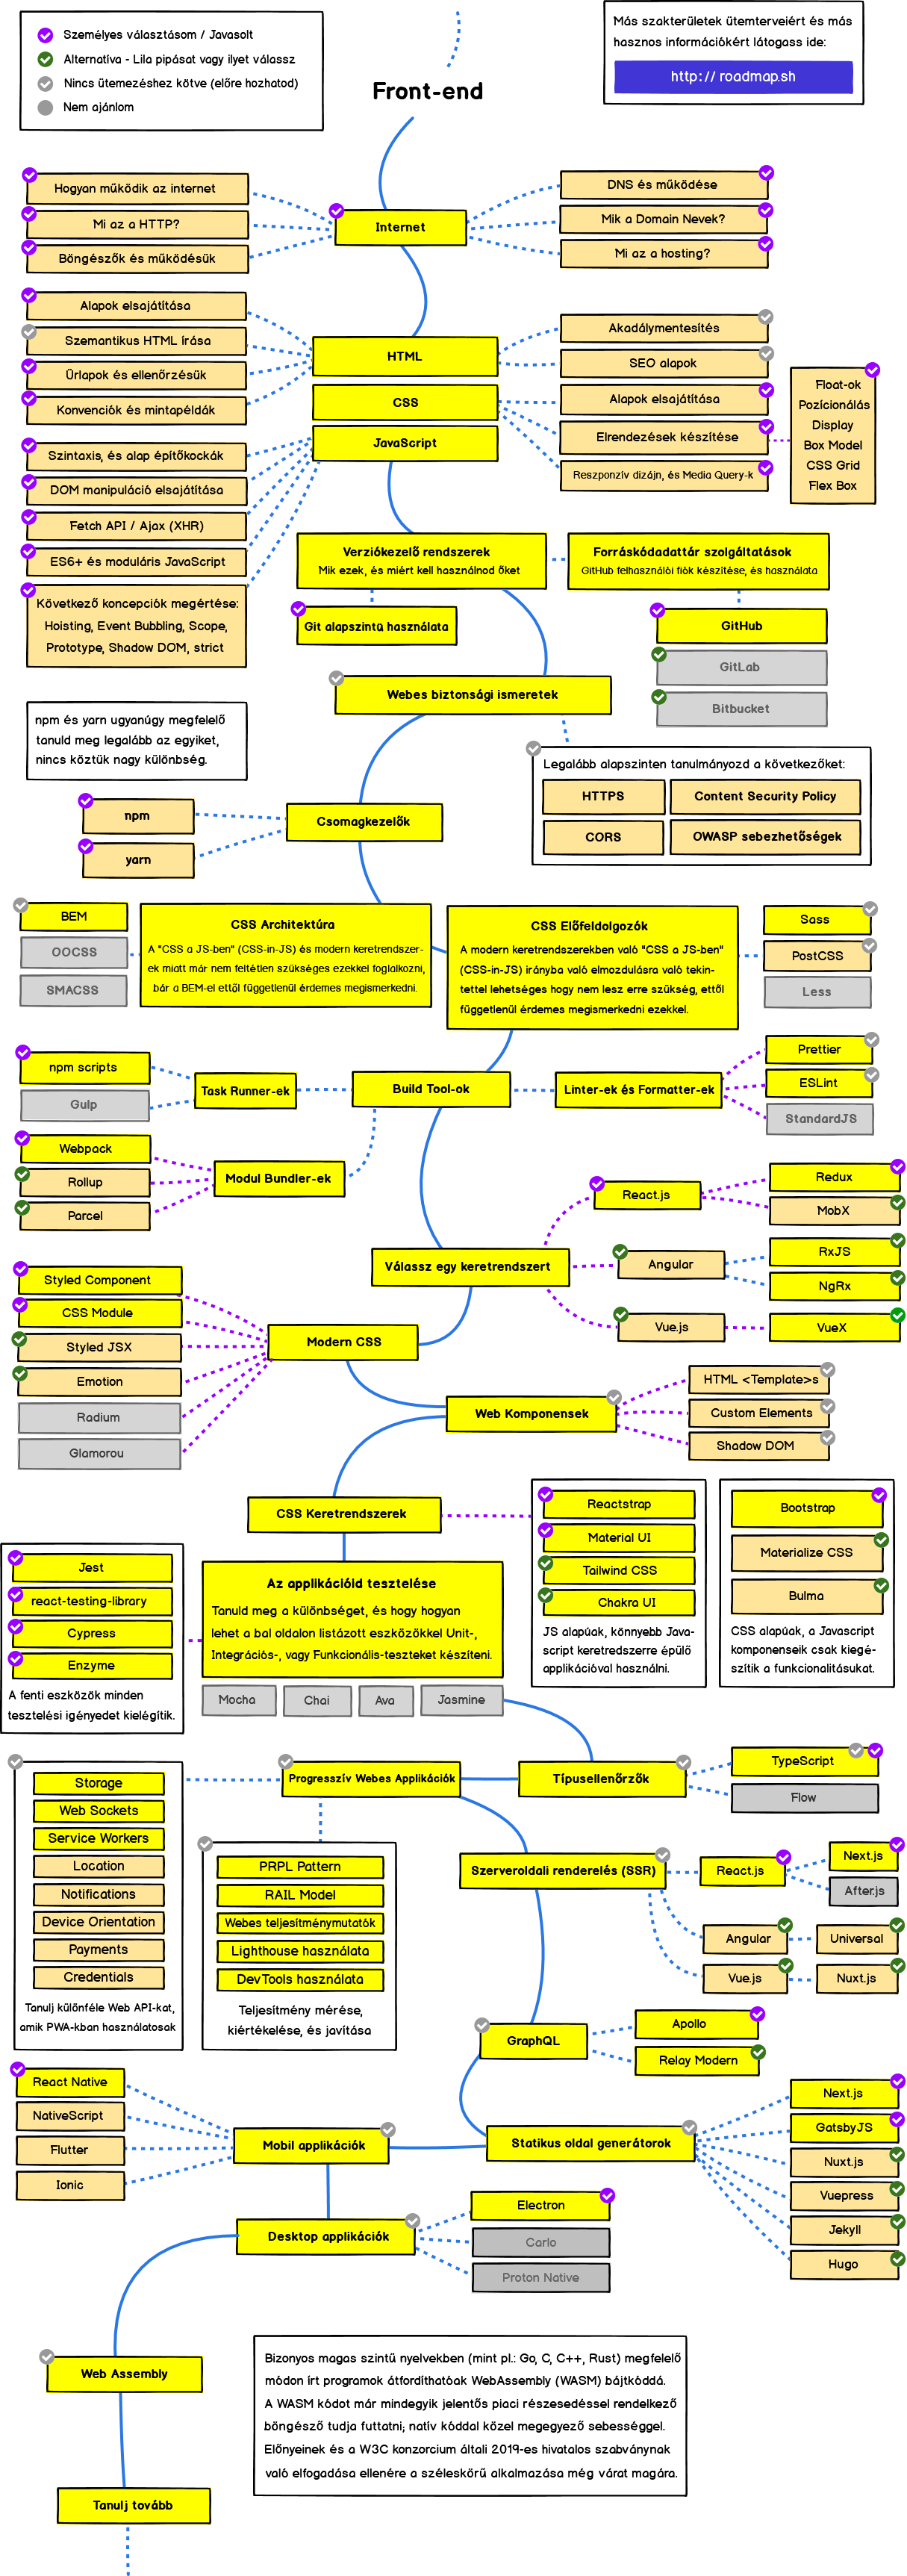 Személyes választásom / Javasolt
Alternatíva - Lila pipásat vagy ilyet válassz
Nincs ütemezéshez kötve (előre hozhatod)
Nem ajánlom
Front-end
Más szakterületek ütemterveiért és más
hasznos információkért látogass ide:
http://roadmap.sh
Hogyan működik az internet
Mi az a HTTP?
Böngészők és működésük
Internet
DNS és működése
Mik a Domain Nevek?
Mi az a hosting?
Alapok elsajátítása
Szemantikus HTML írása
Űrlapok és ellenőrzésük
Konvenciók és mintapéldák
HTML
CSS
JavaScript
Akadálymentesítés
SEO alapok
Alapok elsajátítása
Elrendezések készítése
Reszponzív dizájn, és Media Query-k
Float-ok
Pozícionálás
Display
Box Model
CSS Grid
Flex Box
Szintaxis, és alap építőkockák
DOM manipuláció elsajátítása
Fetch API / Ajax (XHR)
ES6+ és moduláris JavaScript
Következő koncepciók megértése:
Hoisting, Event Bubbling, Scope,
Prototype, Shadow DOM, strict
Verziókezelő rendszerek
Mik ezek, és miért kell használnod őket
Forráskódadattár szolgáltatások
GitHub felhasználói fiók készítése, és használata
Git alapszintű használata
GitHub
GitLab
Bitbucket
Webes biztonsági ismeretek
npm és yarn ugyanúgy megfelelő
tanuld meg legalább az egyiket,
nincs köztük nagy különbség.
Legalább alapszinten tanulmányozd a következőket:
HTTPS
Content Security Policy
CORS
OWASP sebezhetőségek
npm
yarn
Csomagkezelők
BEM
OOCSS
SMACSS
CSS Architektúra
A "CSS a JS-ben" (CSS-in-JS) és modern keretrendszer-
ek miatt már nem feltétlen szükséges ezekkel foglalkozni,
bár a BEM-el ettől függetlenül érdemes megismerkedni.
CSS Előfeldolgozók
A modern keretrendszerekben való "CSS a JS-ben"
(CSS-in-JS) irányba való elmozdulásra való tekin-
tettel lehetséges hogy nem lesz erre szükség, ettől
függetlenül érdemes megismerkedni ezekkel.
Sass
PostCSS
Less
npm scripts
Gulp
Task Runner-ek
Build Tool-ok
Linter-ek és Formatter-ek
Prettier
ESLint
StandardJS
Webpack
Rollup
Parcel
Modul Bundler-ek
React.js
Redux
MobX
Válassz egy keretrendszert
Angular
RxJS
NgRx
Vue.js
VueX
Styled Component
CSS Module
Styled JSX
Emotion
Radium
Glamorou
Modern CSS
Web Komponensek
HTML <Template>s
Custom Elements
Shadow DOM
CSS Keretrendszerek
Reactstrap
Material UI
Tailwind CSS
Chakra UI
JS alapúak, könnyebb Java-
script keretredszerre épülő
applikációval használni.
Bootstrap
Materialize CSS
Bulma
CSS alapúak, a Javascript
komponenseik csak kiegé-
szítik a funkcionalitásukat.
Jest
react-testing-library
Cypress
Enzyme
A fenti eszközök minden
tesztelési igényedet kielégítik.
Az applikációid tesztelése
Tanuld meg a különbséget, és hogy hogyan
lehet a bal oldalon listázott eszközökkel Unit-,
Integrációs-, vagy Funkcionális-teszteket készíteni.
Mocha
Chai
Ava
Jasmine
Progresszív Webes Applikációk
Típusellenőrzők
TypeScript
Flow
Storage
Web Sockets
Service Workers
Location
Notifications
Device Orientation
Payments
Credentials
Tanulj különféle Web API-kat,
amik PWA-kban használatosak
PRPL Pattern
RAIL Model
Webes teljesítménymutatók
Lighthouse használata
DevTools használata
Teljesítmény mérése,
kiértékelése, és javítása
Szerveroldali renderelés (SSR)
React.js
Next.js
After.js
Angular
Universal
Vue.js
Nuxt.js
GraphQL
Apollo
Relay Modern
React Native
NativeScript
Flutter
Ionic
Mobil applikációk
Statikus oldal generátorok
Next.js
GatsbyJS
Nuxt.js
Vuepress
Jekyll
Hugo
Desktop applikációk
Electron
Carlo
Proton Native
Web Assembly
Bizonyos magas szintű nyelvekben (mint pl.: Go, C, C++, Rust) megfelelő
módon írt programok átfordíthatóak WebAssembly (WASM) bájtkóddá.
A WASM kódot már mindegyik jelentős piaci részesedéssel rendelkező
böngésző tudja futtatni; natív kóddal közel megegyező sebességgel.
Előnyeinek és a W3C konzorcium általi 2019-es hivatalos szabványnak
való elfogadása ellenére a széleskörű alkalmazása még várat magára.
Tanulj tovább